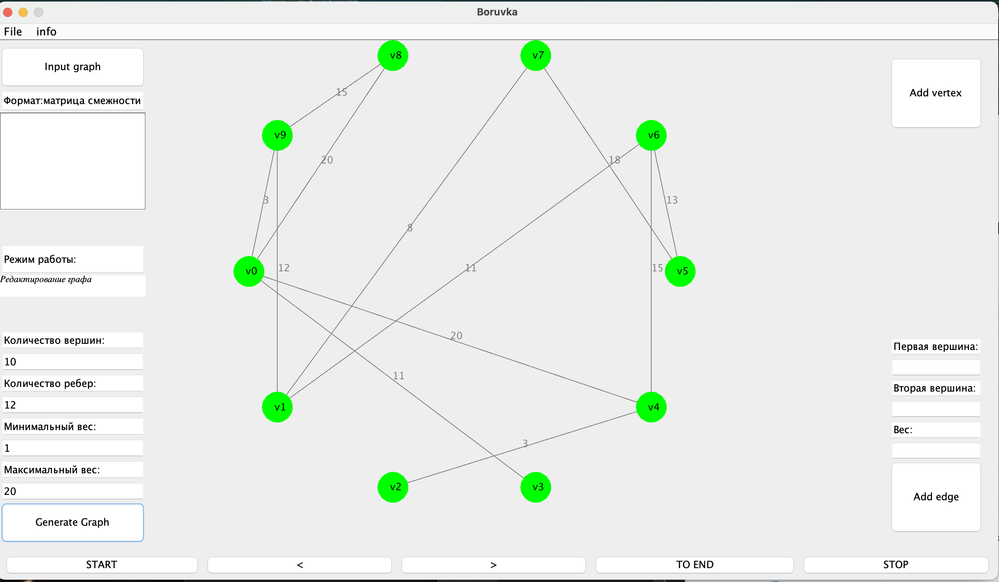 Boruvka
File info
Input graph
Формат:матрица смежности
Режим работы:
Редактирование графа
Количество вершин:
10
Количество ребер:
12
Минимальный вес:
1
Максимальный вес:
20
Generate Graph
v8
v7
15
v9
v6
20
18
3
13
8
v0
12
11
15
v5
20
11
v1
v4
3
v2
v3
Add vertex
Первая вершина:
Вторая вершина:
Вес:
Add edge
START
<
>
TO END
STOP